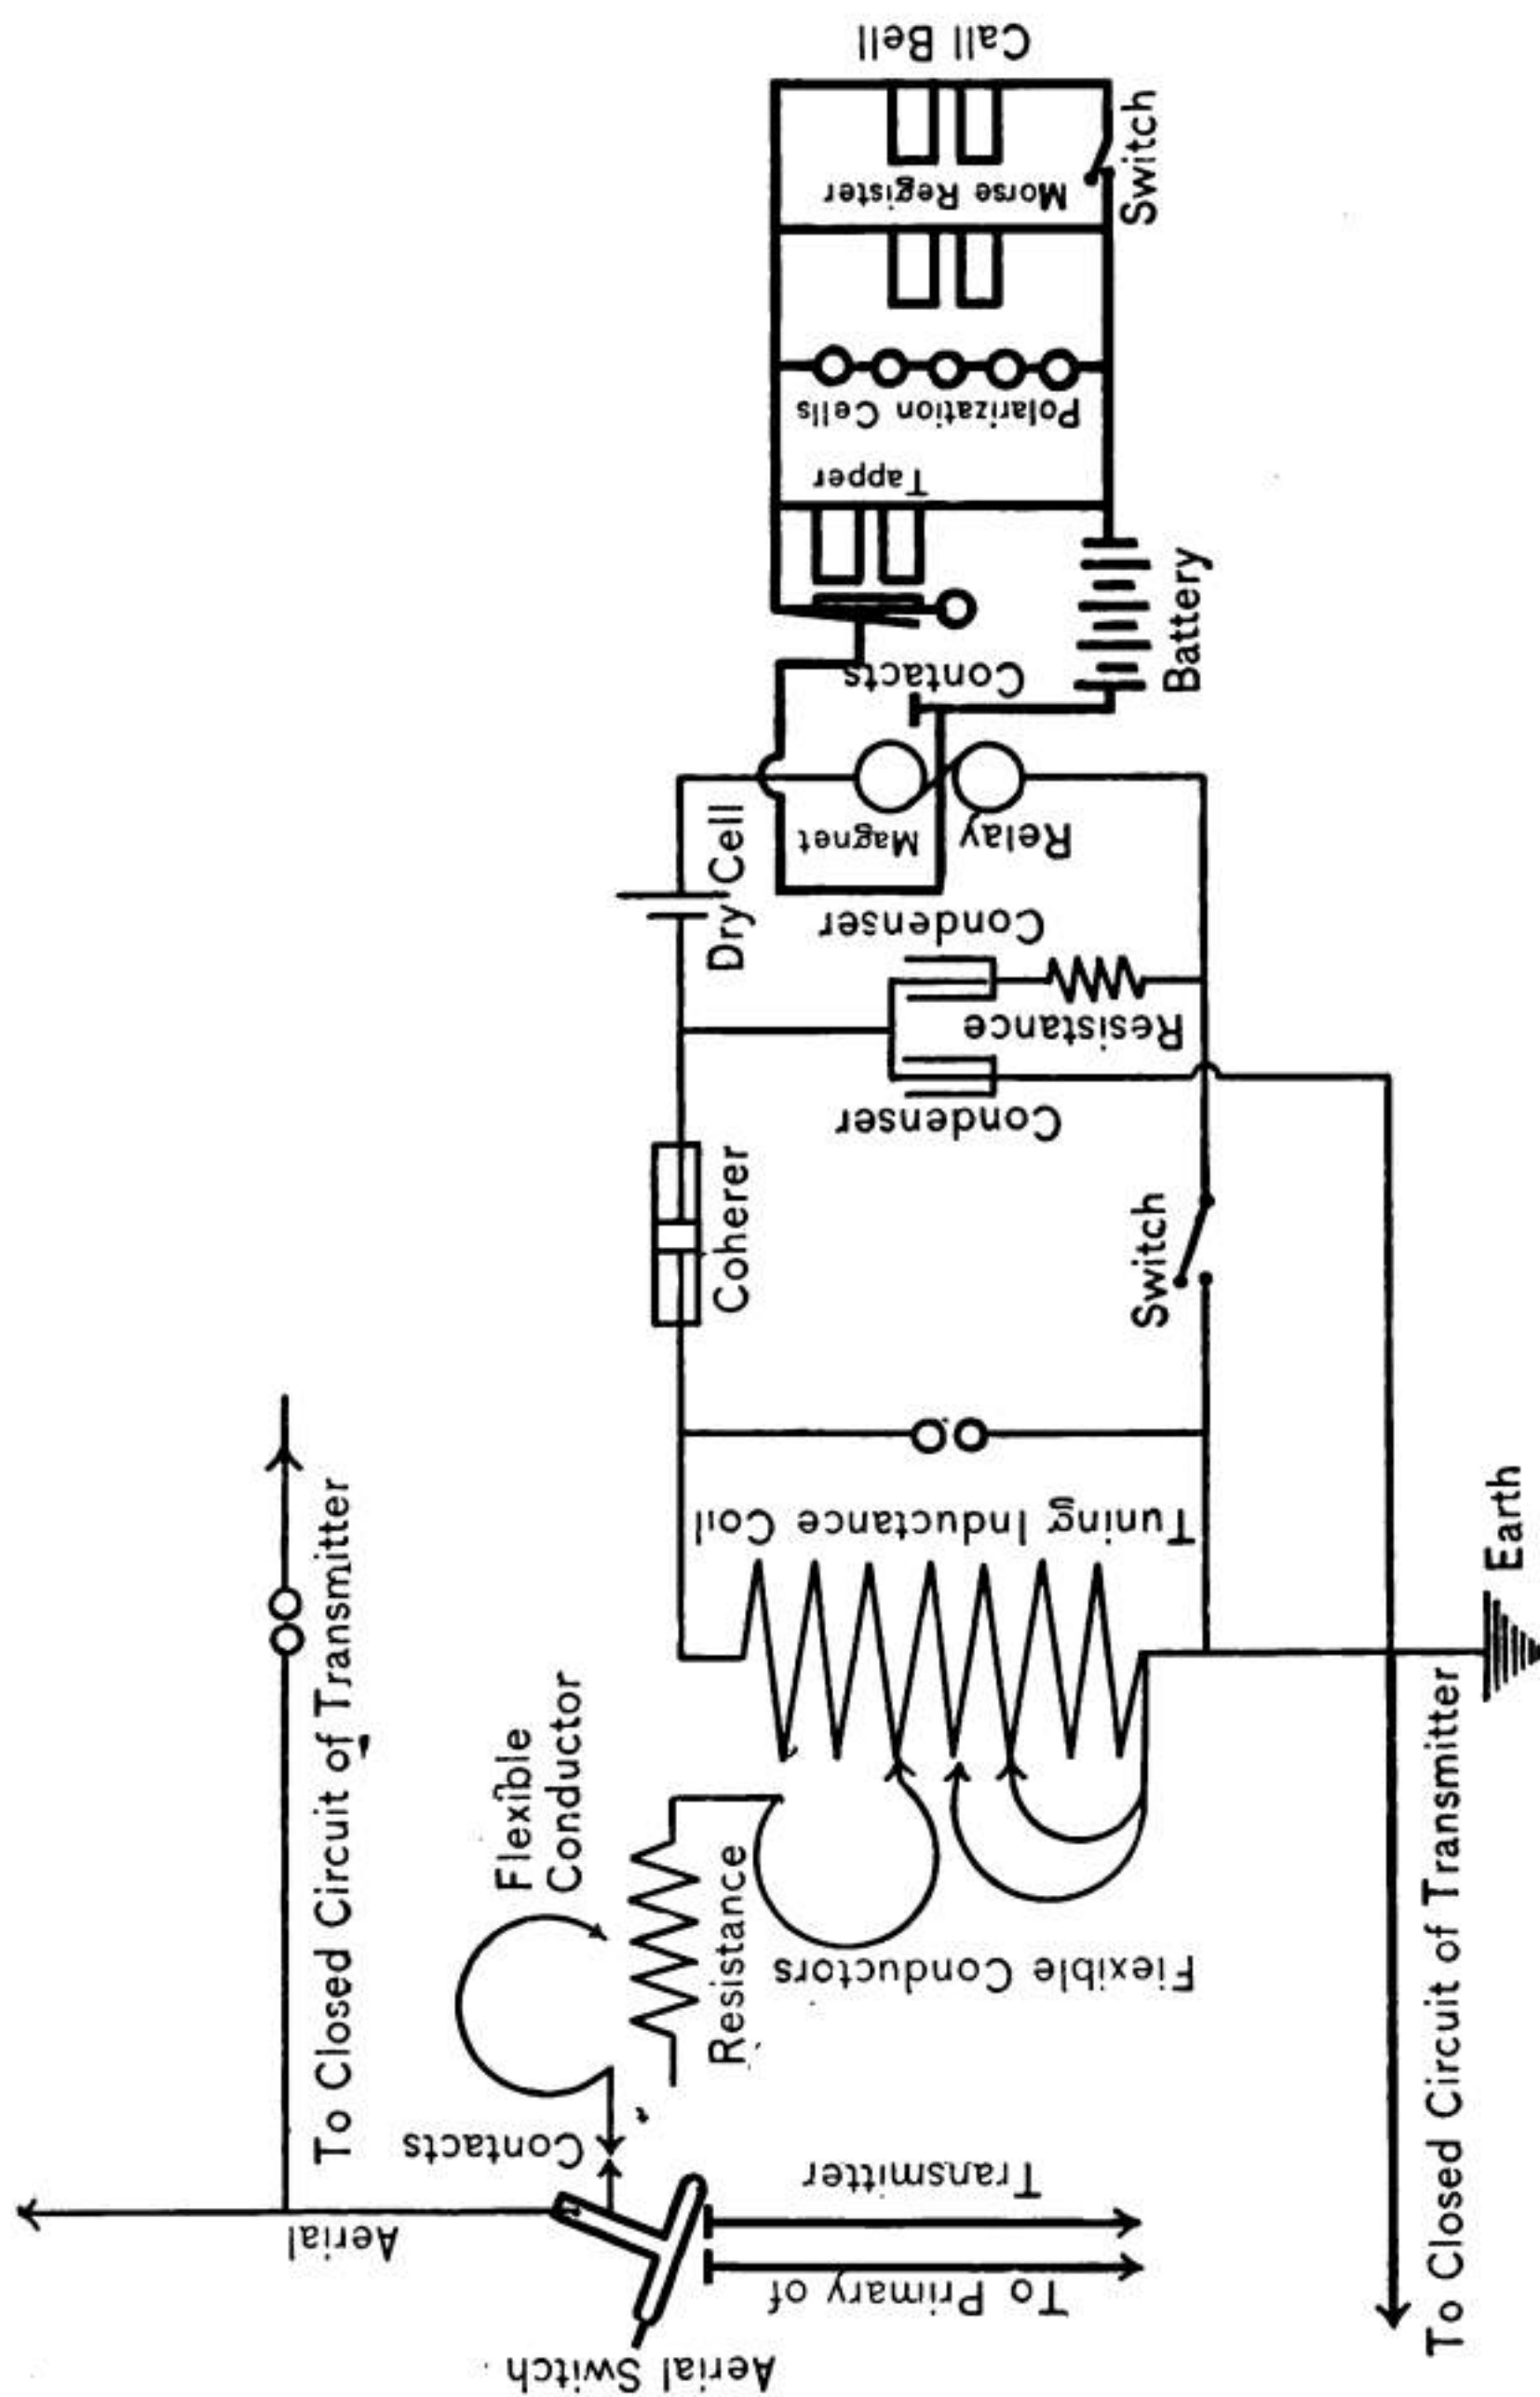 Call Bell
Morse Register
Switch
Polarization Cells
Tapper
Battery
Contacts
Dry Cell
Magnet
Relay
Condenser
Resistance
Condenser
Coherer
Switch
Tuning Inductance Coil
To Closed Circuit of Transmitter
Earth
Flexible
Conductor
Resistance
Flexible Conductors
Contacts
Aerial
To Primary of
Transmitter
Aerial Switch
To Closed Circuit of Transmitter